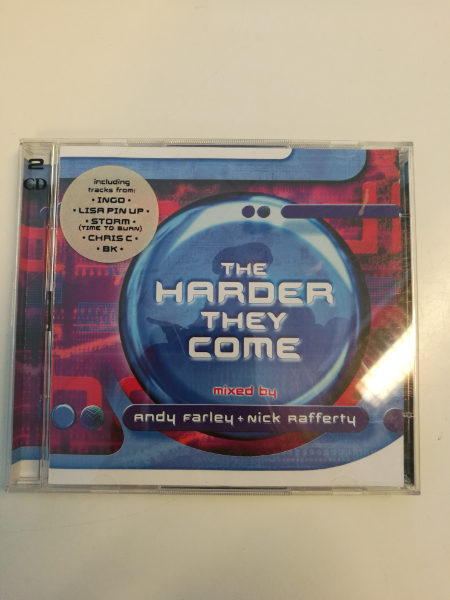 2
CD
including
tracks from:
• INGO •
• LISA PIN UP •
• STORM •
(TIME TO BURN)
• CHRIS C •
• BK •
THE
HARDER
THEY
COME
mixed by
Andy Farley + Nick Rafferty